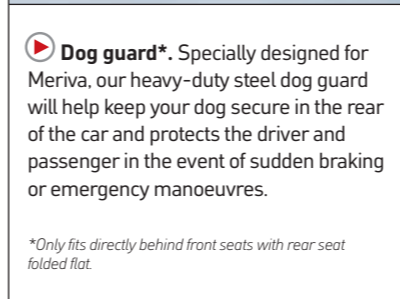 Dog guard*. Specially designed for
Meriva, our heavy-duty steel dog guard
will help keep your dog secure in the rear
of the car and protects the driver and
passenger in the event of sudden braking
or emergency manoeuvres.
*Only fits directly behind front seats with rear seat
folded flat.